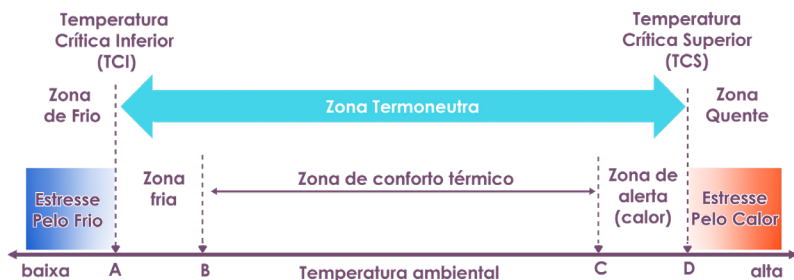 Temperatura
Crítica Inferior
(TCI)
Temperatura
Crítica Superior
(TCS)
Zona
de Frio
Zona Termoneutra
Zona
Quente
Estresse
Pelo Frio
Zona
fria
Zona de conforto térmico
Zona de
alerta
(calor)
Estresse
Pelo Calor
baixa
A
B
Temperatura ambiental
C
D
alta